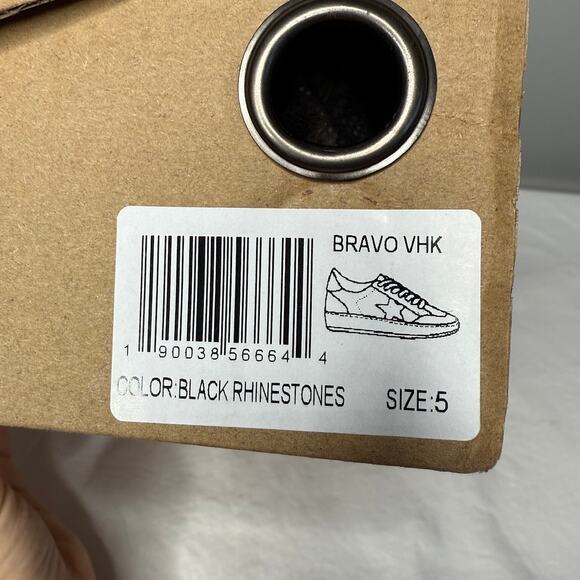 BRAVO VHK
1 90038 56664 4
COLOR:BLACK RHINESTONES
SIZE:5